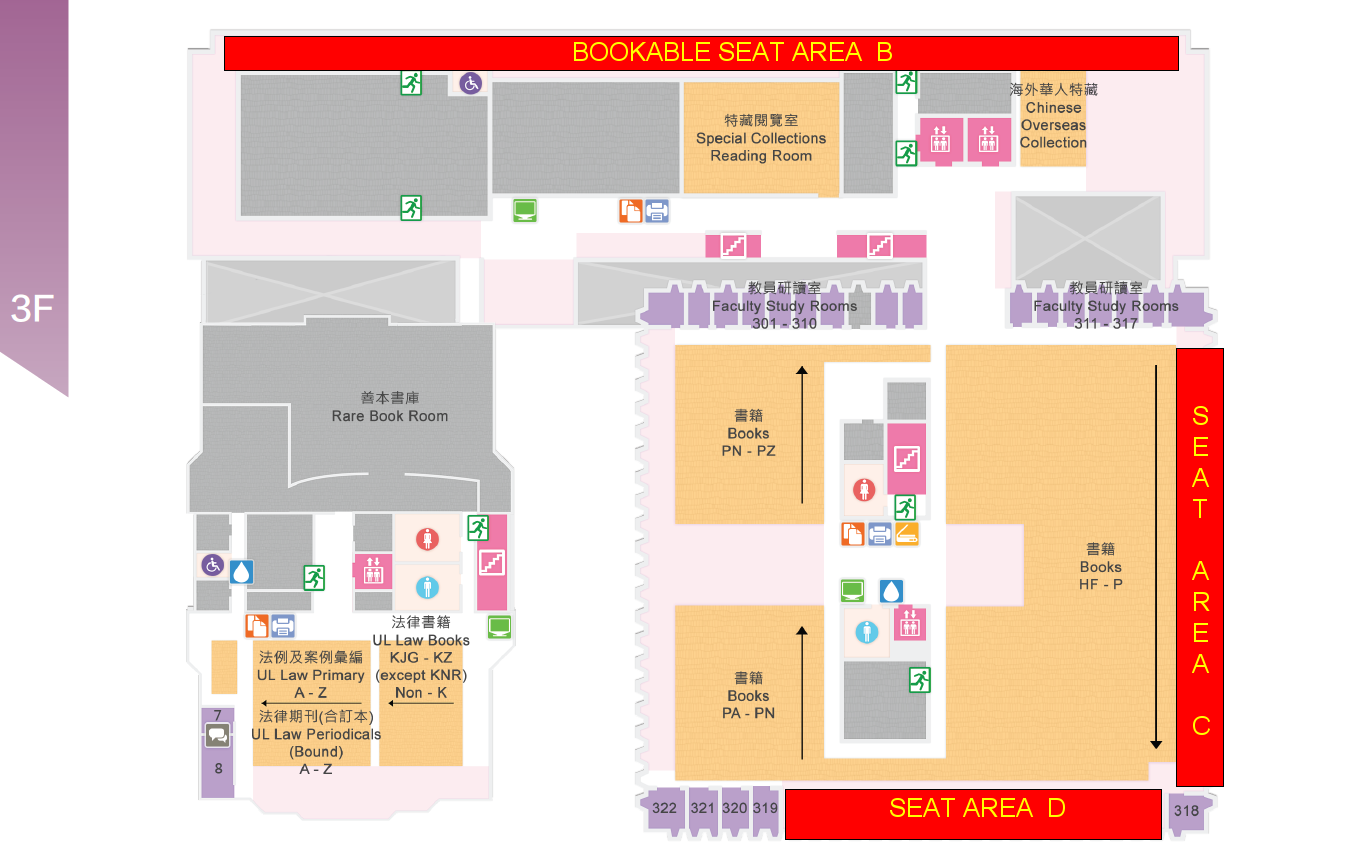 3F
BOOKABLE SEAT AREA B
特藏閱覽室
Special Collections
Reading Room
海外華人特藏
Chinese
Overseas
Collection
教員研讀室
Faculty Study Rooms
301 - 310
教員研讀室
Faculty Study Rooms
311 - 317
善本書庫
Rare Book Room
書籍
Books
PN - PZ
書籍
Books
HF - P
SEAT AREA C
書籍
Books
PA - PN
法律書籍
UL Law Books
KJG - KZ
(except KNR)
Non - K
法例及案例彙編
UL Law Primary
A - Z
法律期刊(合訂本)
UL Law Periodicals
(Bound)
A - Z
7
8
322
321
320
319
SEAT AREA D
318